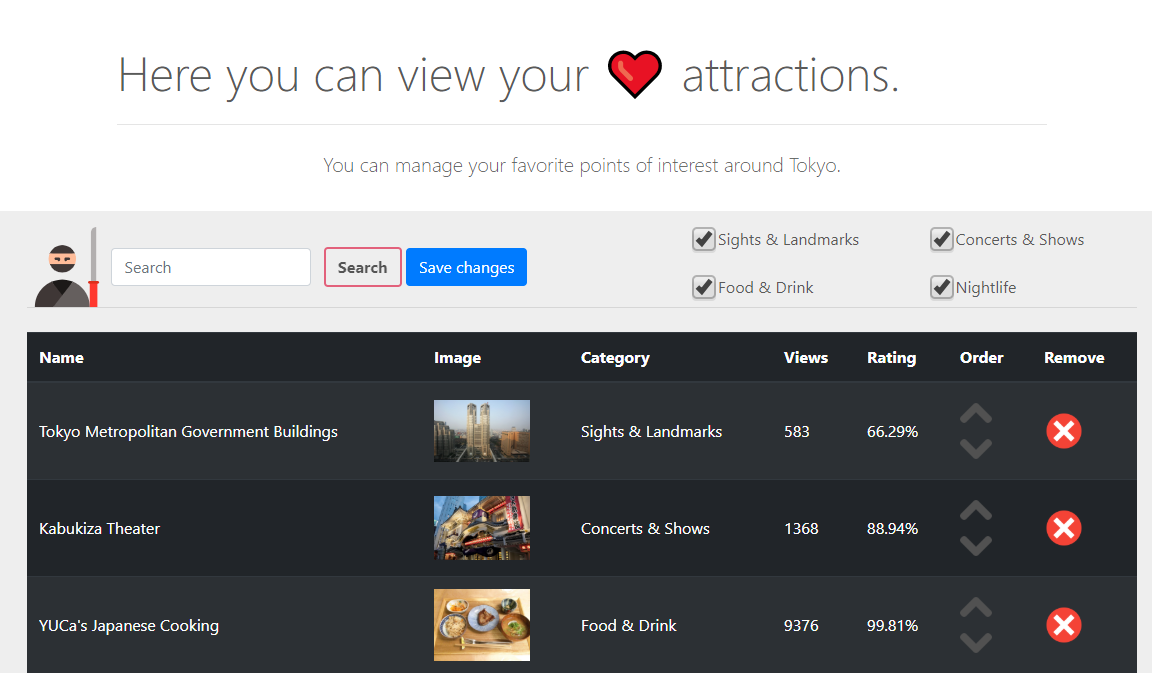 Here you can view your attractions.
You can manage your favorite points of interest around Tokyo.
Search
Search
Save changes
Sights & Landmarks
Concerts & Shows
Food & Drink
Nightlife
Name Image Category Views Rating Order Remove
Tokyo Metropolitan Government Buildings Sights & Landmarks 583 66.29%
Kabukiza Theater Concerts & Shows 1368 88.94%
YUCa's Japanese Cooking Food & Drink 9376 99.81%